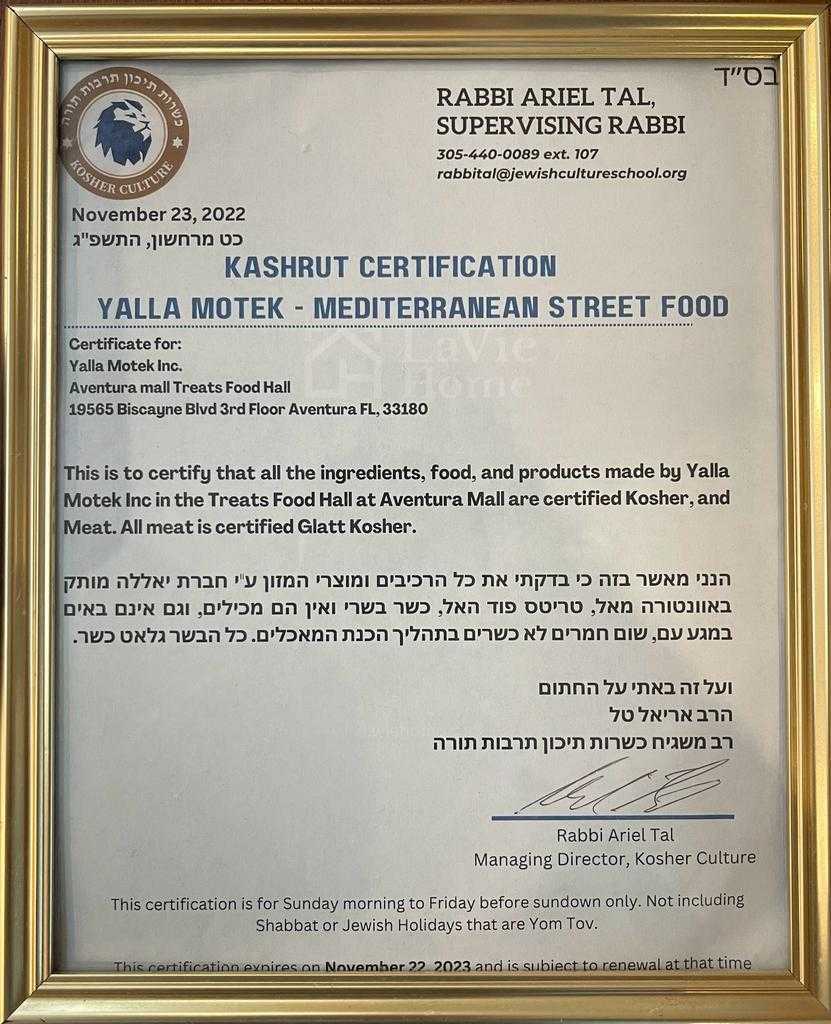 בס״ד
כשרות תיכון תרבות תורה
KOSHER CULTURE
RABBI ARIEL TAL,
SUPERVISING RABBI
305-440-0089 ext. 107
rabbital@jewishcultureschool.org
November 23, 2022
כט מרחשון, התשפ"ג
KASHRUT CERTIFICATION
YALLA MOTEK - MEDITERRANEAN STREET FOOD
LaVie
Home
Certificate for:
Yalla Motek Inc.
Aventura mall Treats Food Hall
19565 Biscayne Blvd 3rd Floor Aventura FL, 33180
This is to certify that all the ingredients, food, and products made by Yalla
Motek Inc in the Treats Food Hall at Aventura Mall are certified Kosher, and
Meat. All meat is certified Glatt Kosher.
הנני מאשר בזה כי בדקתי את כל הרכיבים ומוצרי המזון ע"י חברת יאללה מותק
באוונטורה מאל, טריטס פוד האל, כשר בשרי ואין הם מכילים, וגם אינם באים
במגע עם, שום חמרים לא כשרים בתהליך הכנת המאכלים. כל הבשר גלאט כשר.
ועל זה באתי על החתום
הרב אריאל טל
רב משגיח כשרות תיכון תרבות תורה
Rabbi Ariel Tal
Managing Director, Kosher Culture
This certification is for Sunday morning to Friday before sundown only. Not including
Shabbat or Jewish Holidays that are Yom Tov.
This certification expires on November 22, 2023 and is subject to renewal at that time